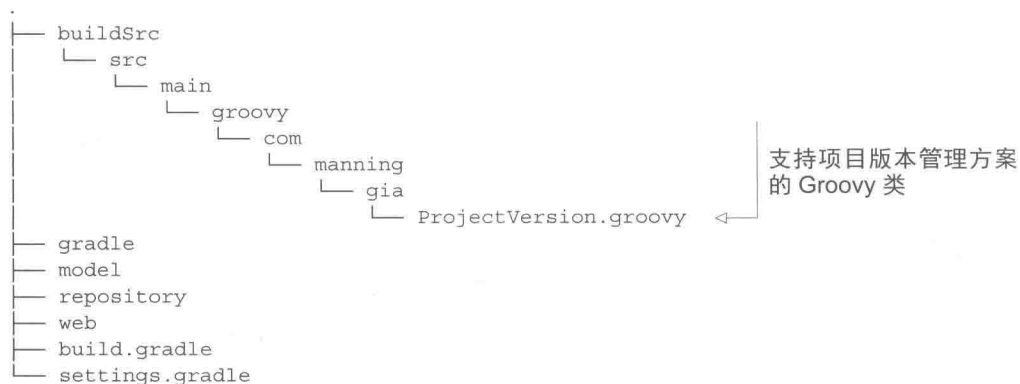 .
├── buildSrc
│   └── src
│       └── main
│           └── groovy
│               └── com
│                   └── manning
│                       └── gia
│                           └── ProjectVersion.groovy
支持项目版本管理方案
的 Groovy 类
├── gradle
├── model
├── repository
├── web
├── build.gradle
└── settings.gradle